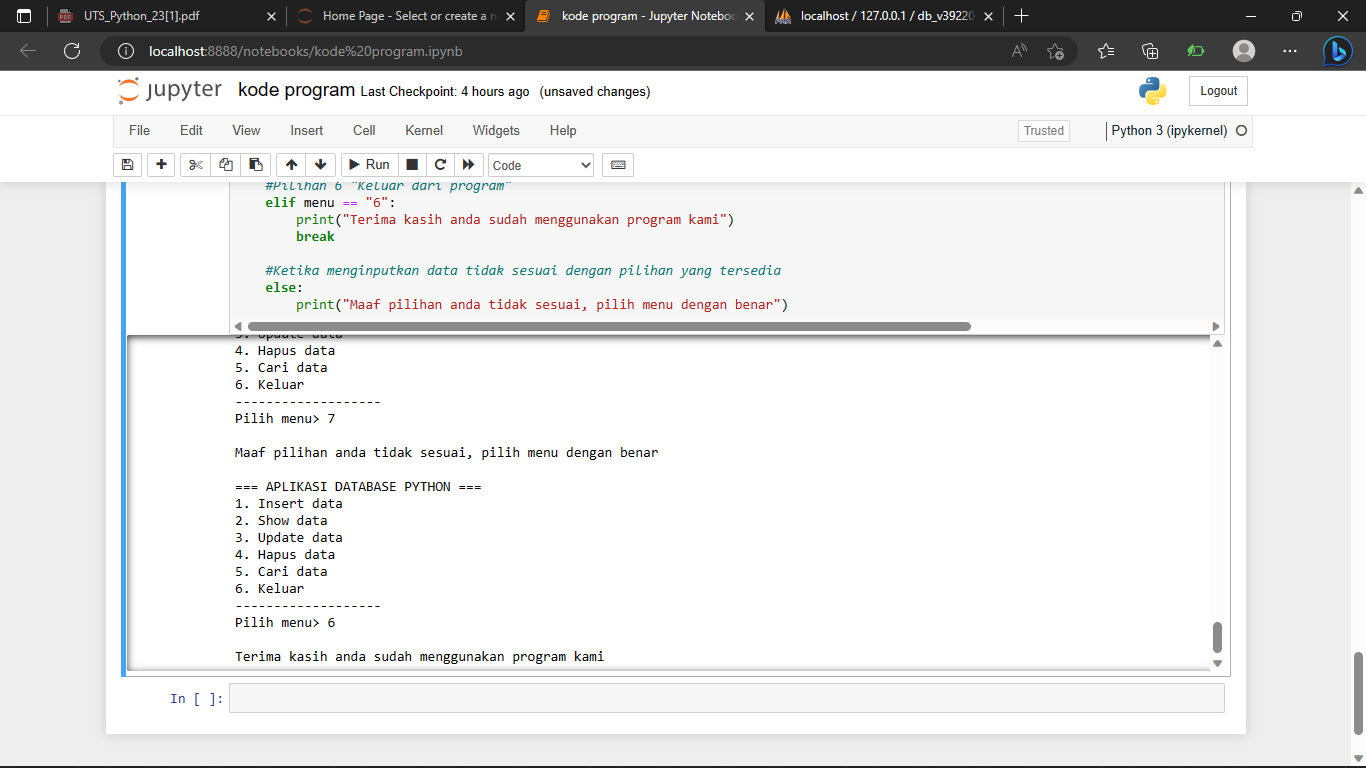 UTS_Python_23[1].pdf
Home Page - Select or create a n
kode program - Jupyter Noteboo
localhost / 127.0.0.1 / db_v39220
localhost:8888/notebooks/kode%20program.ipynb
jupyter kode program Last Checkpoint: 4 hours ago (unsaved changes)
Logout
File Edit View Insert Cell Kernel Widgets Help
Trusted
Python 3 (ipykernel)
Run
Code
#Pilihan 6 "Keluar dari program"
elif menu == "6":
print("Terima kasih anda sudah menggunakan program kami")
break
#Ketika menginputkan data tidak sesuai dengan pilihan yang tersedia
else:
print("Maaf pilihan anda tidak sesuai, pilih menu dengan benar")
3. Update data
4. Hapus data
5. Cari data
6. Keluar
-------------------
Pilih menu> 7
Maaf pilihan anda tidak sesuai, pilih menu dengan benar
=== APLIKASI DATABASE PYTHON ===
1. Insert data
2. Show data
3. Update data
4. Hapus data
5. Cari data
6. Keluar
-------------------
Pilih menu> 6
Terima kasih anda sudah menggunakan program kami
In [ ]: